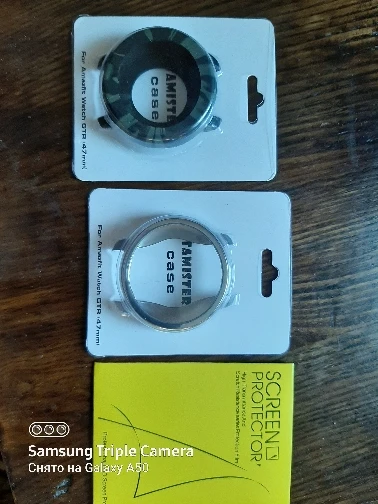 TAMISTER
case
For Amazfit Watch GTR-47mm
TAMISTER
case
For Amazfit Watch GTR-47mm
SCREEN
PROTECTOR
Samsung Triple Camera
Снято на Galaxy A50